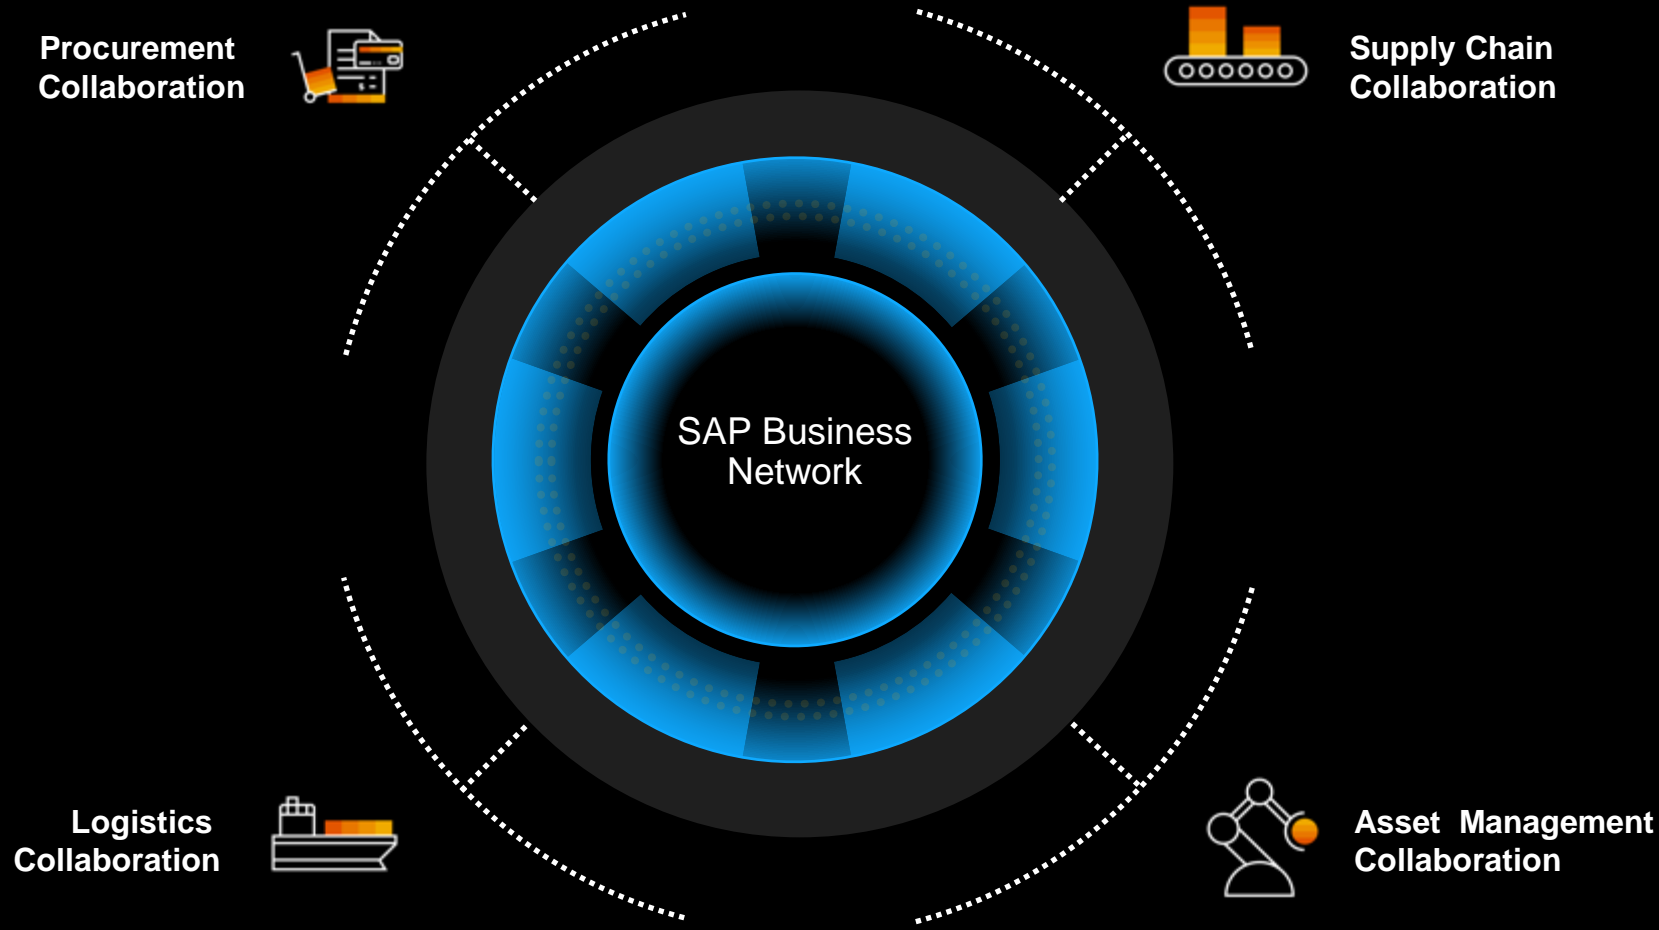 Procurement
Collaboration
Supply Chain
Collaboration
SAP Business
Network
Logistics
Collaboration
Asset Management
Collaboration